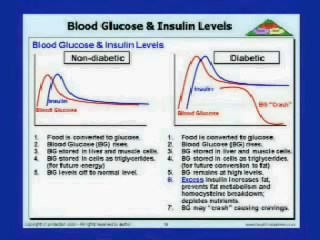 Blood Glucose & Insulin Levels
Blood Glucose & Insulin Levels
Non-diabetic
Diabetic
Insulin
Blood Glucose
Insulin
Blood Glucose
BG "Crash"
1. Food is converted to glucose.
2. Blood Glucose (BG) rises.
3. BG stored in liver and muscle cells.
4. BG stored in cells as triglycerides.
(for future energy)
5. BG levels off to normal level.
1. Food is converted to glucose.
2. Blood Glucose (BG) rises.
3. BG stored in liver and muscle cells.
4. BG stored in cells as triglycerides.
(for future conversion to fat)
5. BG remains at high levels.
6. Excess insulin increases fat,
prevents fat metabolism and
homocysteine breakdown;
depletes nutrients.
7. BG may "crash" causing cravings.